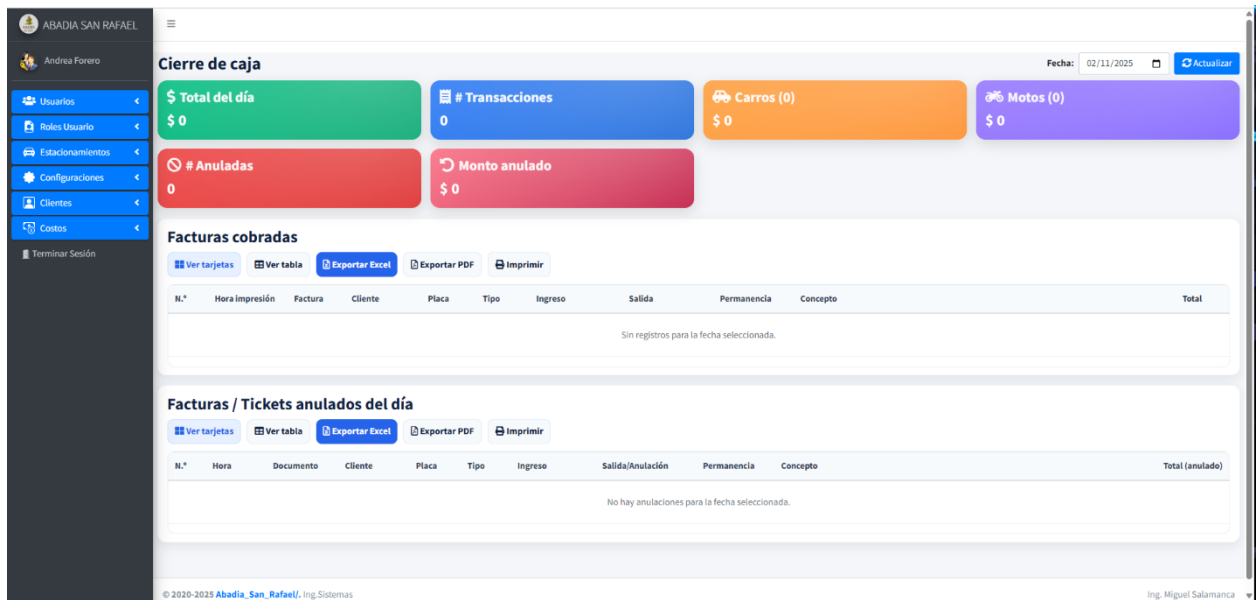 ABADIA SAN RAFAEL
Andrea Forero
Usuarios
Roles Usuario
Estacionamientos
Configuraciones
Clientes
Costos
Terminar Sesión
Cierre de caja
Fecha: 02/11/2025 Actualizar
$ Total del día
$ 0
# Transacciones
0
Carros (0)
$ 0
Motos (0)
$ 0
# Anuladas
0
Monto anulado
$ 0
Facturas cobradas
Ver tarjetas Ver tabla Exportar Excel Exportar PDF Imprimir
N.° Hora impresión Factura Cliente Placa Tipo Ingreso Salida Permanencia Concepto Total
Sin registros para la fecha seleccionada.
Facturas / Tickets anulados del día
Ver tarjetas Ver tabla Exportar Excel Exportar PDF Imprimir
N.° Hora Documento Cliente Placa Tipo Ingreso Salida/Anulación Permanencia Concepto Total (anulado)
No hay anulaciones para la fecha seleccionada.
© 2020-2025 Abadia_San_Rafael/. Ing.Sistemas Ing. Miguel Salamanca